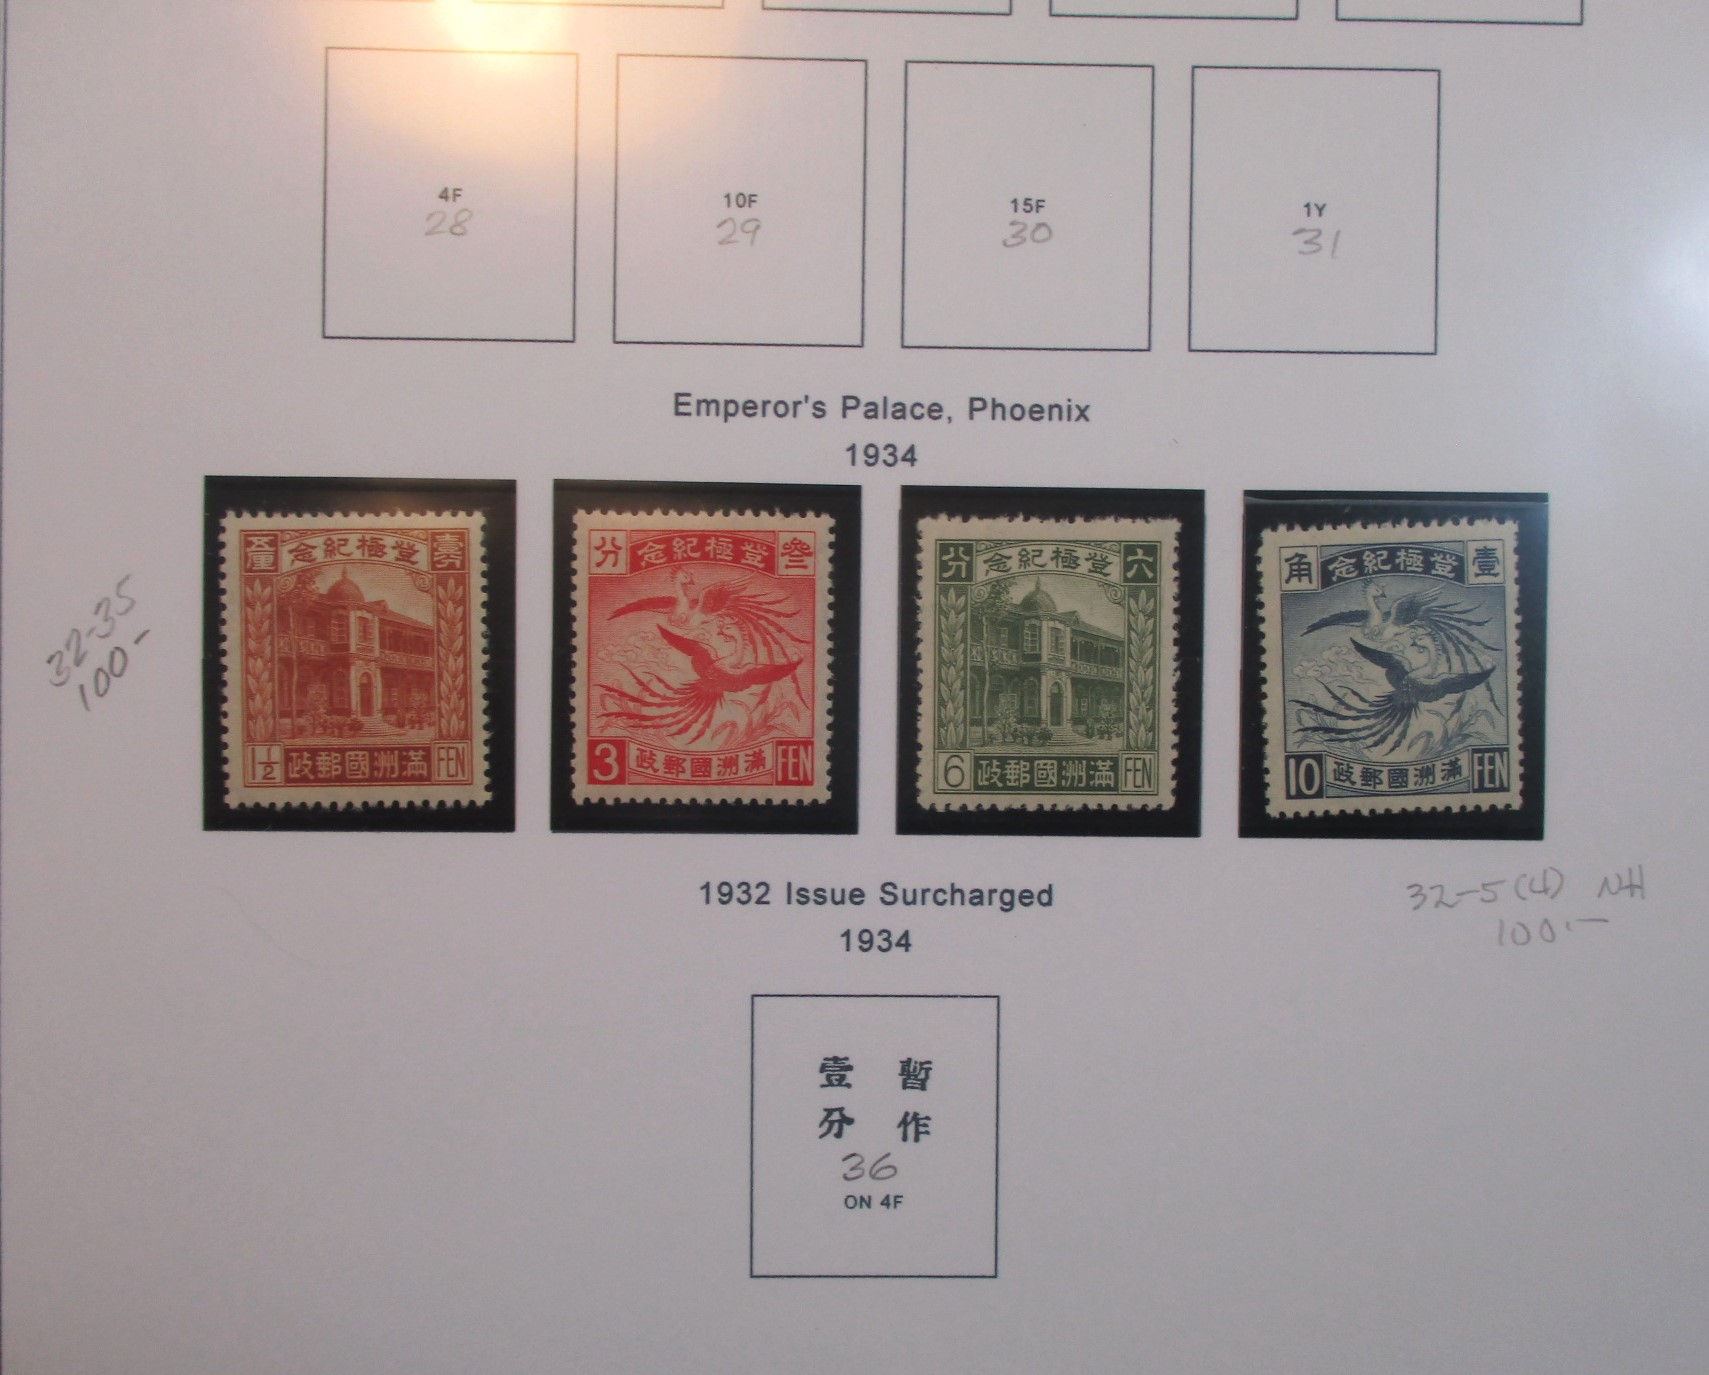 4F
28
10F
29
15F
30
1Y
31
Emperor's Palace, Phoenix
1934
32-35
100-
五厘 念紀極登 壹分
1½ 政郵國洲滿 FEN
分 念紀極登 叄
3 政郵國洲滿 FEN
分 念紀極登 六
6 政郵國洲滿 FEN
角 念紀極登 壹
10 政郵國洲滿 FEN
1932 Issue Surcharged
1934
32-5(4) NH
100.-
壹 暫
分 作
36
ON 4F